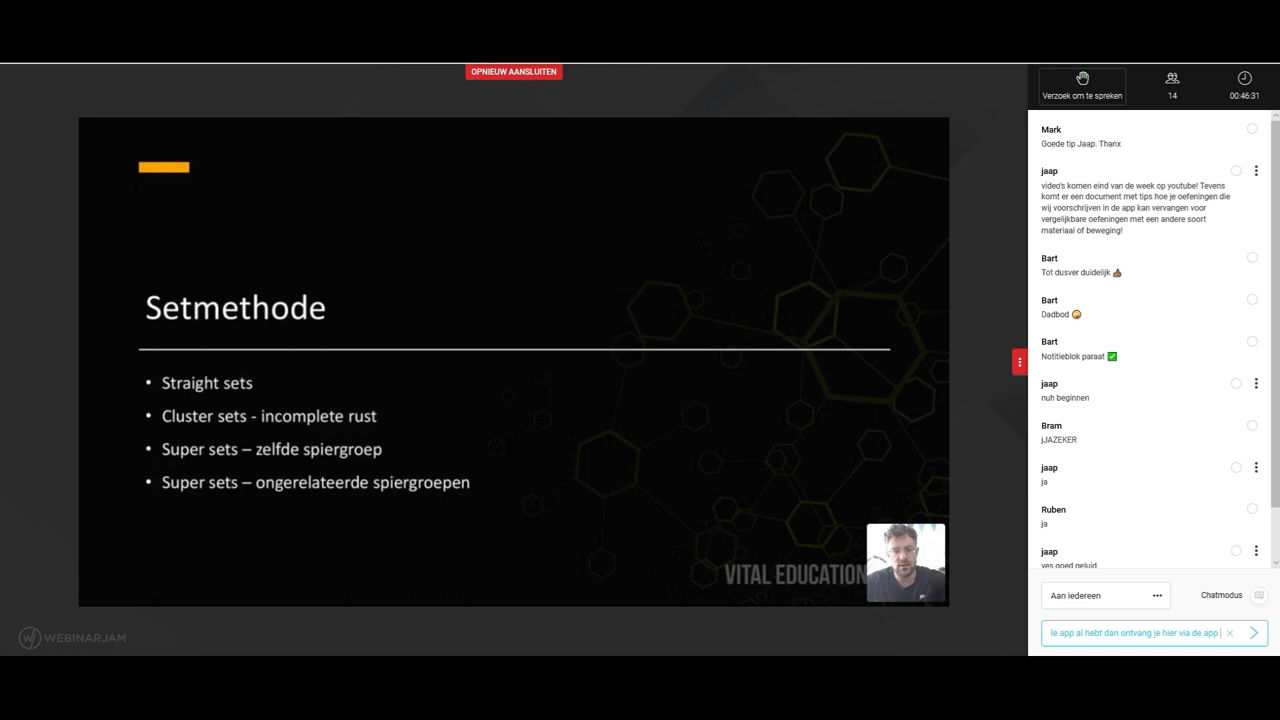 OPNIEUW AANSLUITEN
Verzoek om te spreken
14
00:46:31
Setmethode
• Straight sets
• Cluster sets - incomplete rust
• Super sets – zelfde spiergroep
• Super sets – ongerelateerde spiergroepen
VITAL EDUCATION
WEBINARJAM
Mark
Goede tip Jaap. Thanx
jaap
video's komen eind van de week op youtube! Tevens
komt er een document met tips hoe je oefeningen die
wij voorschrijven in de app kan vervangen voor
vergelijkbare oefeningen met een andere soort
materiaal of beweging!
Bart
Tot dusver duidelijk 👍🏾
Bart
Dadbod 🤪
Bart
Notitieblok paraat ✅
jaap
nuh beginnen
Bram
jJAZEKER
jaap
ja
Ruben
ja
jaap
yes goed geluid
Aan iedereen
Chatmodus
le app al hebt dan ontvang je hier via de app